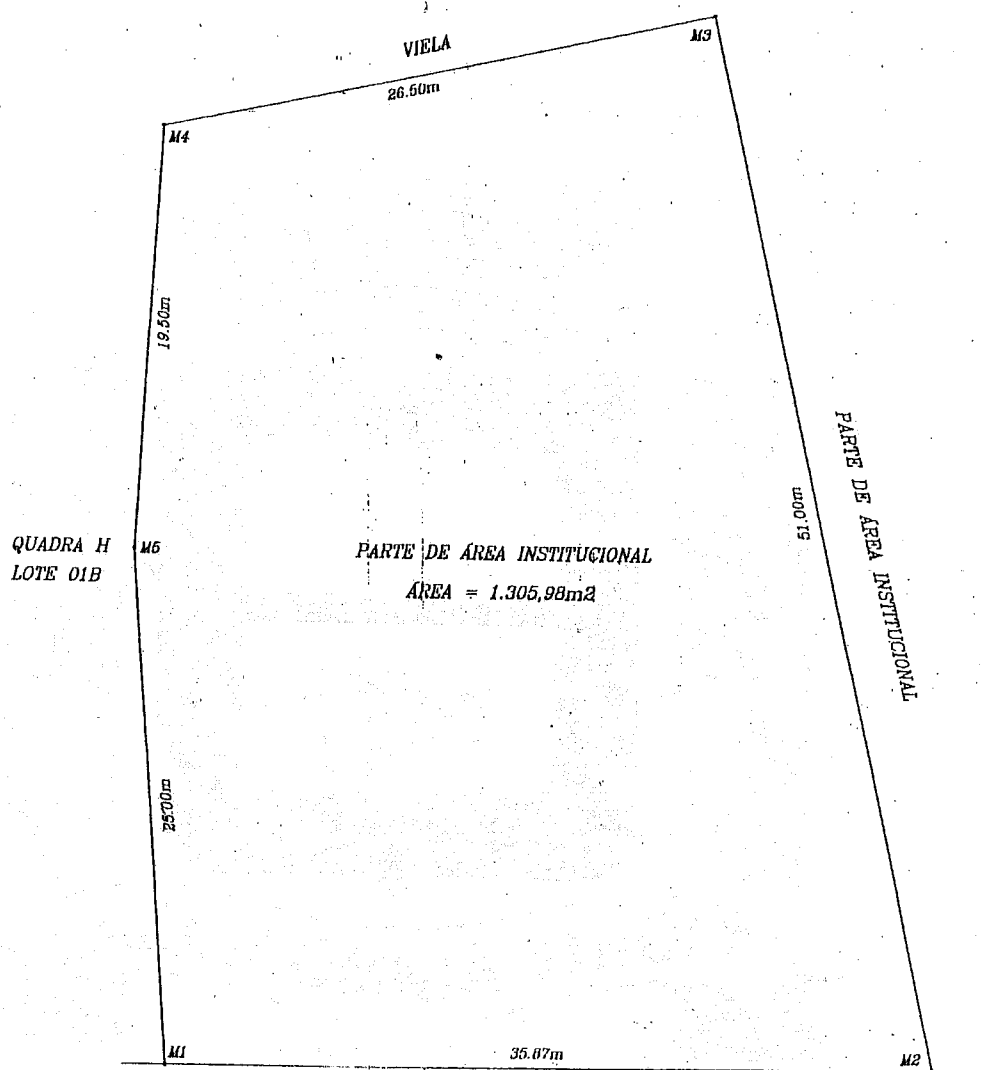 VIELA
M3
26.50m
M4
19.50m
PARTE DE ÁREA INSTITUCIONAL
51.00m
QUADRA H
LOTE 01B
M5
PARTE DE ÁREA INSTITUCIONAL
ÁREA = 1.305,98m2
25.00m
M1
35.67m
M2